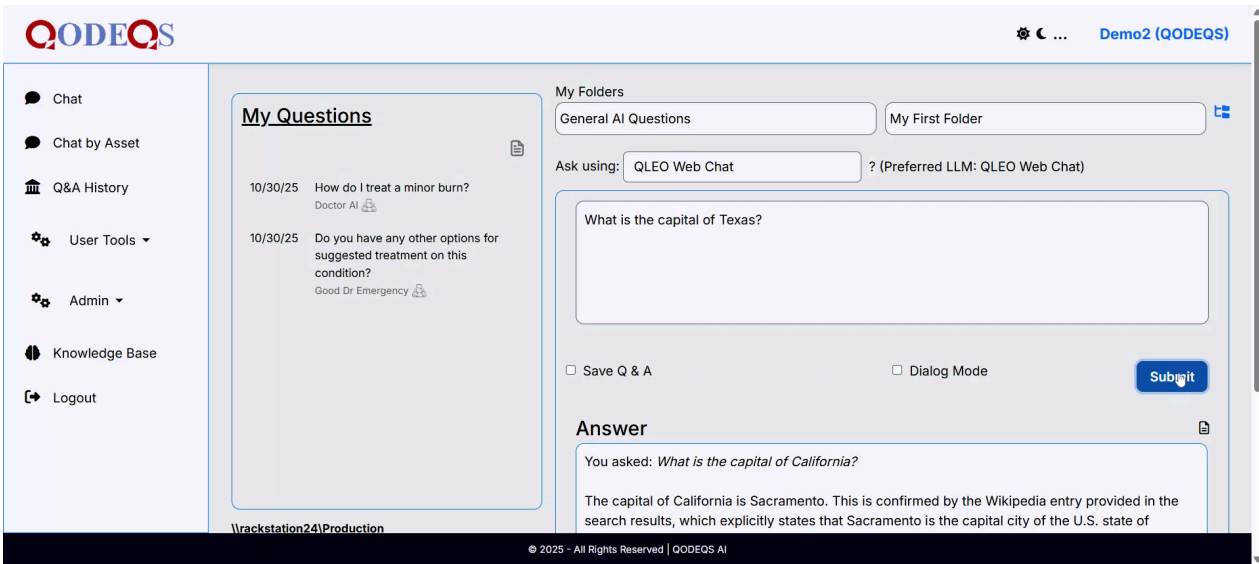 QODEQS
... Demo2 (QODEQS)
Chat
Chat by Asset
Q&A History
User Tools
Admin
Knowledge Base
Logout
My Questions
10/30/25 How do I treat a minor burn?
Doctor AI
10/30/25 Do you have any other options for
suggested treatment on this
condition?
Good Dr Emergency
\\rackstation24\Production
My Folders
General AI Questions
My First Folder
Ask using: QLEO Web Chat ? (Preferred LLM: QLEO Web Chat)
What is the capital of Texas?
Save Q & A
Dialog Mode
Submit
Answer
You asked: What is the capital of California?
The capital of California is Sacramento. This is confirmed by the Wikipedia entry provided in the
search results, which explicitly states that Sacramento is the capital city of the U.S. state of
© 2025 - All Rights Reserved | QODEQS AI